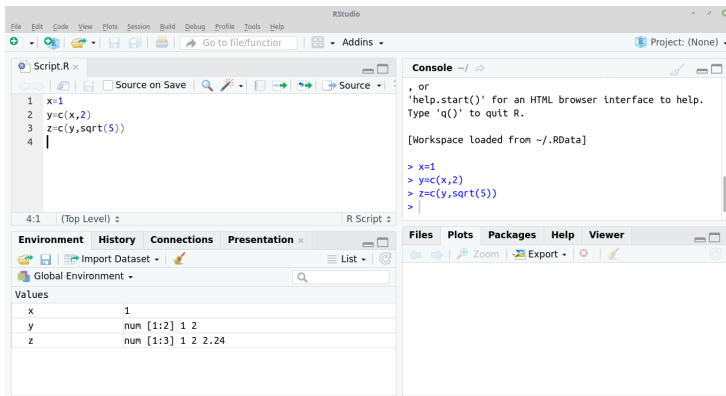 RStudio
File Edit Code View Plots Session Build Debug Profile Tools Help
Go to file/function Addins Project: (None)
Script.R
Source on Save Source
1 x=1
2 y=c(x,2)
3 z=c(y,sqrt(5))
4
4:1 (Top Level) R Script
Console ~/
, or
'help.start()' for an HTML browser interface to help.
Type 'q()' to quit R.
[Workspace loaded from ~/.RData]
> x=1
> y=c(x,2)
> z=c(y,sqrt(5))
>
Environment History Connections Presentation
Import Dataset List
Global Environment
Values
x 1
y num [1:2] 1 2
z num [1:3] 1 2 2.24
Files Plots Packages Help Viewer
Zoom Export